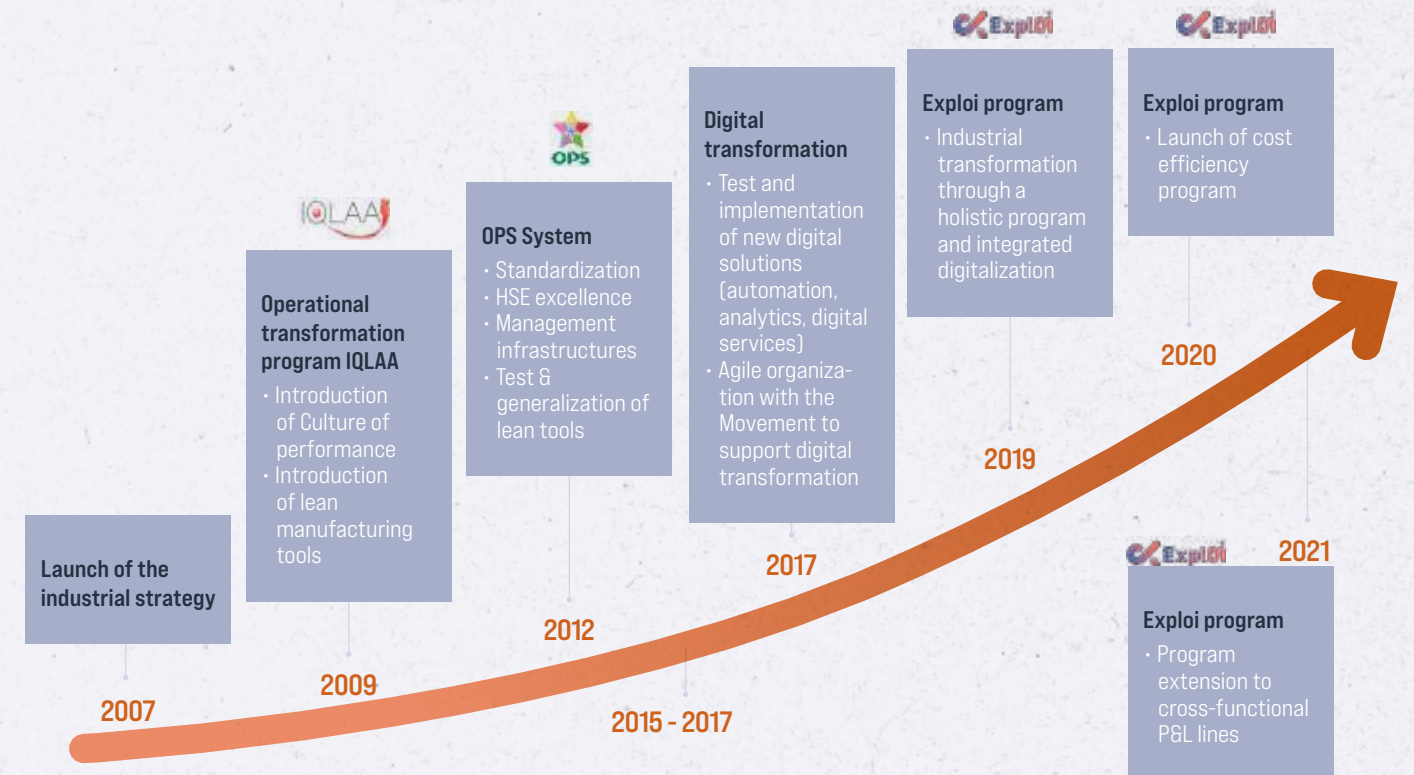 Launch of the
industrial strategy
2007
IQLAA
Operational
transformation
program IQLAA
· Introduction
of Culture of
performance
· Introduction
of lean
manufacturing
tools
2009
OPS
OPS System
· Standardization
· HSE excellence
· Management
infrastructures
· Test &
generalization of
lean tools
2012
2015 - 2017
Digital
transformation
· Test and
implementation
of new digital
solutions
(automation,
analytics, digital
services)
· Agile organiza-
tion with the
Movement to
support digital
transformation
2017
Exploi
Exploi program
· Industrial
transformation
through a
holistic program
and integrated
digitalization
2019
Exploi
Exploi program
· Launch of cost
efficiency
program
2020
Exploi
2021
Exploi program
· Program
extension to
cross-functional
P&L lines